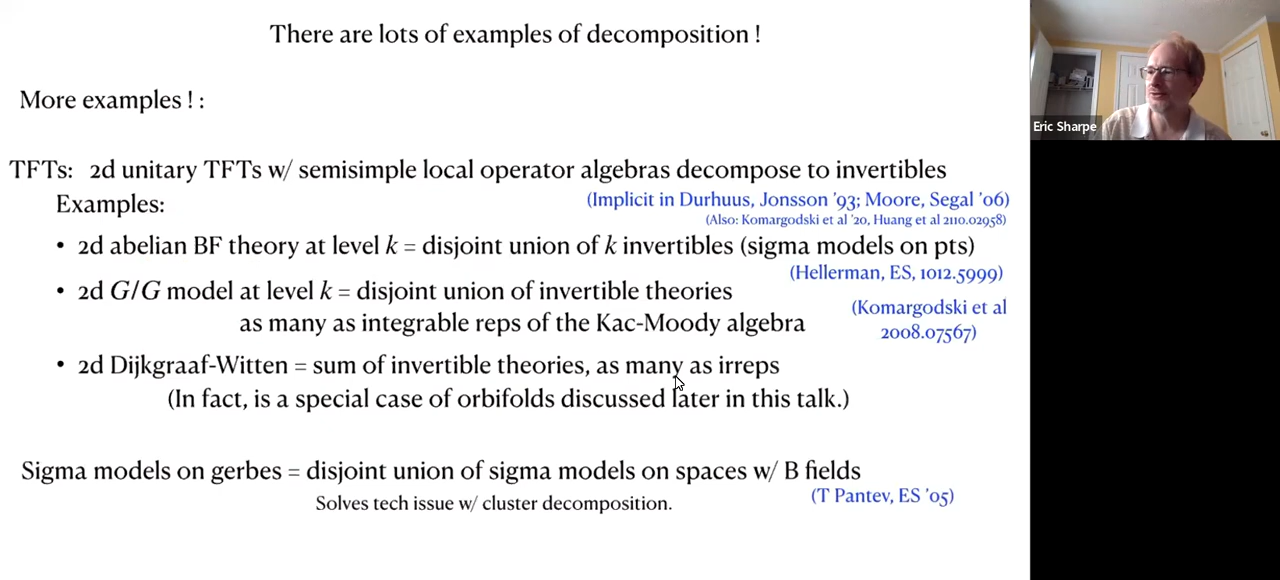 There are lots of examples of decomposition !
More examples ! :
TFTs: 2d unitary TFTs w/ semisimple local operator algebras decompose to invertibles
Examples:
(Implicit in Durhuus, Jonsson '93; Moore, Segal '06)
(Also: Komargodski et al '20, Huang et al 2110.02958)
• 2d abelian BF theory at level k = disjoint union of k invertibles (sigma models on pts)
(Hellerman, ES, 1012.5999)
• 2d G/G model at level k = disjoint union of invertible theories
as many as integrable reps of the Kac-Moody algebra
(Komargodski et al
2008.07567)
• 2d Dijkgraaf-Witten = sum of invertible theories, as many as irreps
(In fact, is a special case of orbifolds discussed later in this talk.)
Sigma models on gerbes = disjoint union of sigma models on spaces w/ B fields
(T Pantev, ES '05)
Solves tech issue w/ cluster decomposition.
Eric Sharpe